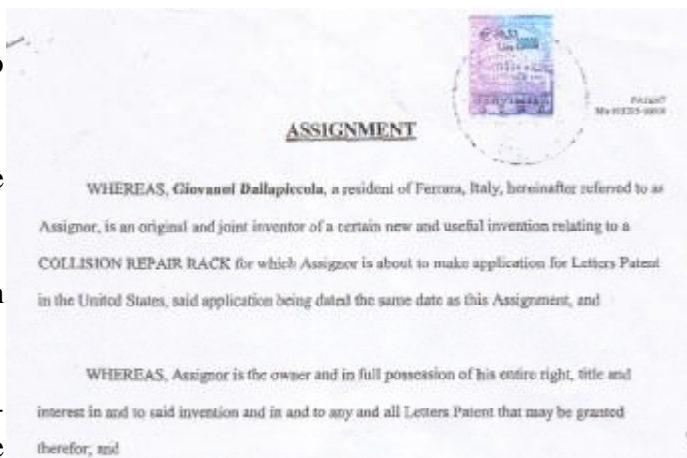 ASSIGNMENT
WHEREAS, Giovanni Dallapiccola, a resident of Ferrara, Italy, hereinafter referred to as
Assignor, is an original and joint inventor of a certain new and useful invention relating to a
COLLISION REPAIR RACK for which Assignor is about to make application for Letters Patent
in the United States, said application being dated the same date as this Assignment, and
WHEREAS, Assignor is the owner and in full possession of his entire right, title and
interest in and to said invention and in and to any and all Letters Patent that may be granted
therefor, and